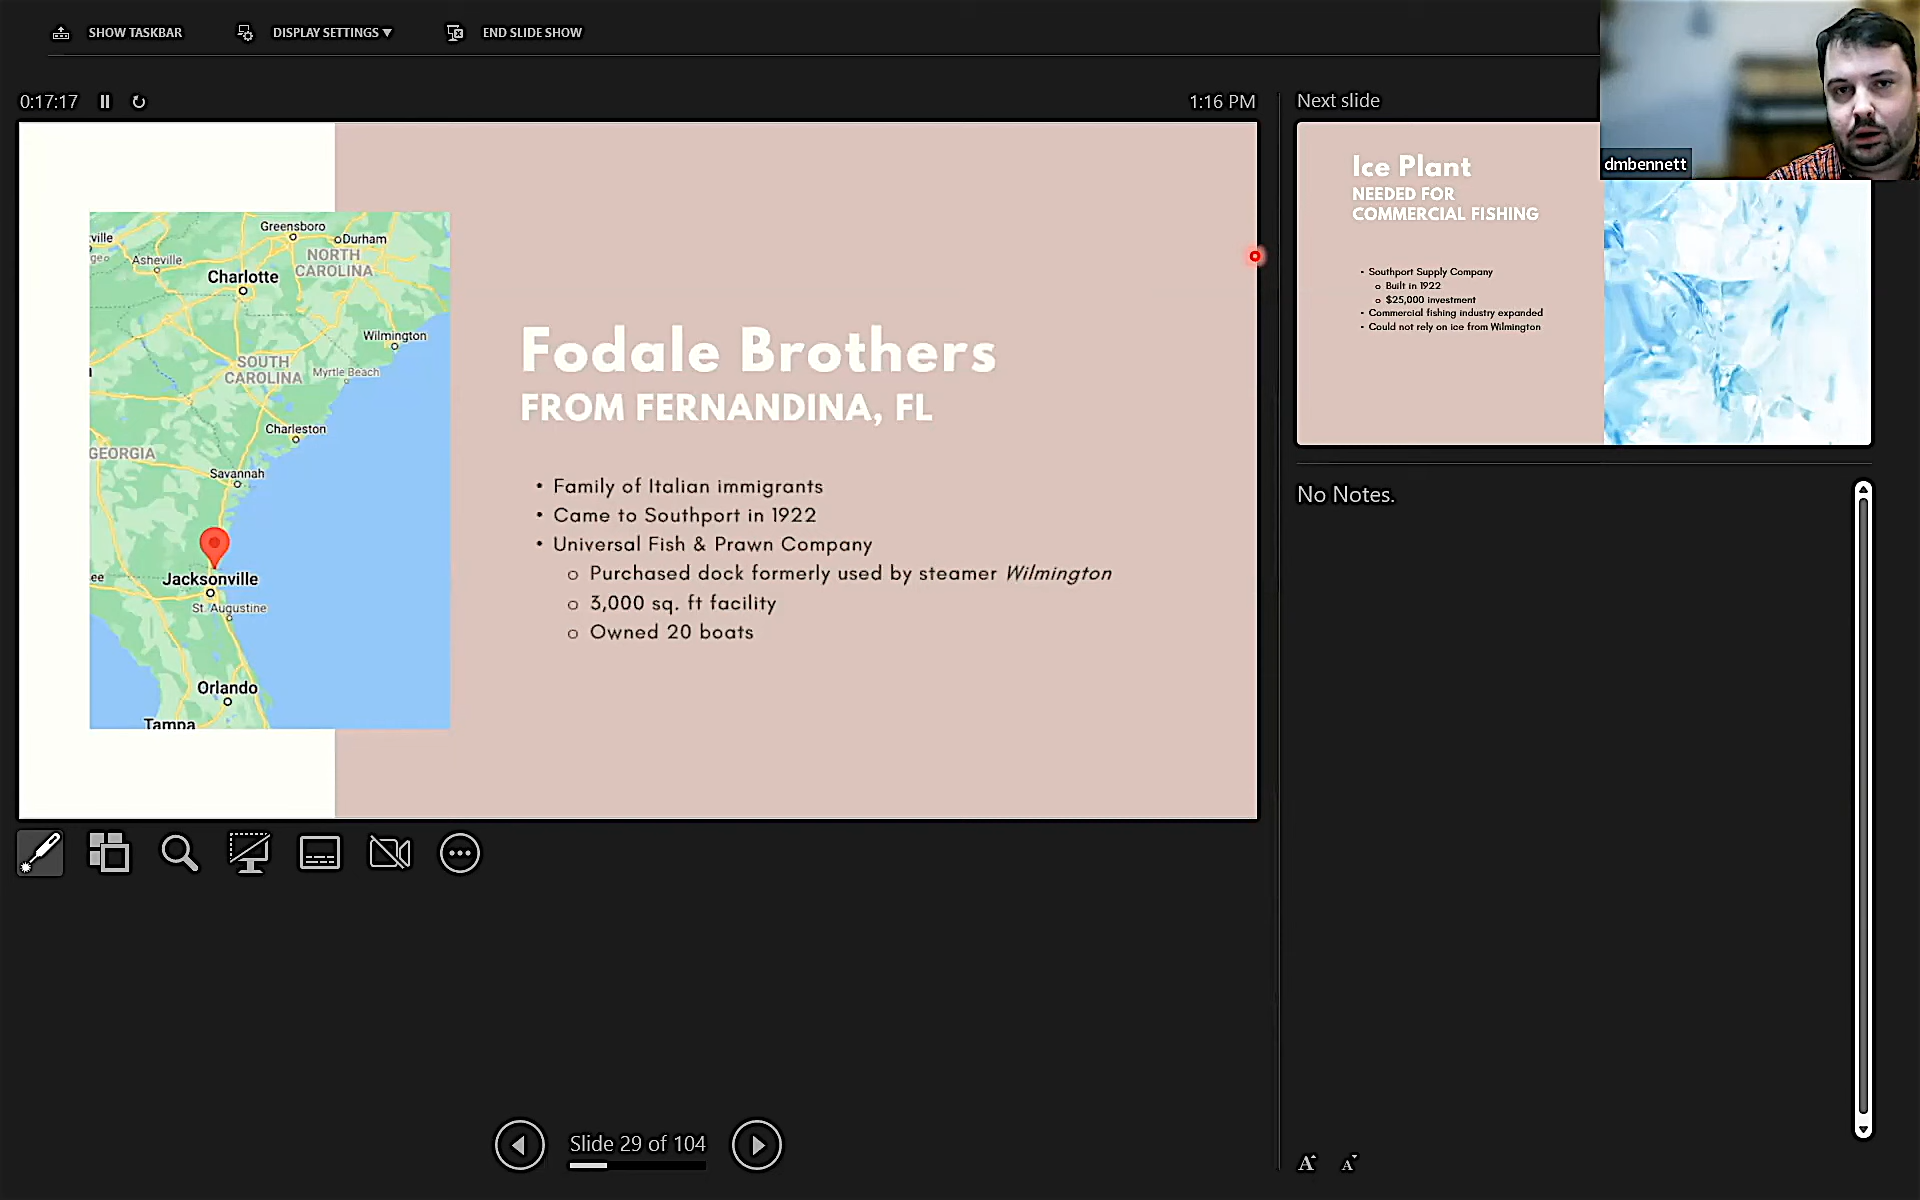 SHOW TASKBAR
DISPLAY SETTINGS ▼
END SLIDE SHOW
0:17:17
1:16 PM
Next slide
ville
geo
Greensboro
Durham
Asheville
NORTH
CAROLINA
Charlotte
Wilmington
SOUTH
CAROLINA
Myrtle Beach
Charleston
GEORGIA
Savannah
ee
Jacksonville
St. Augustine
Orlando
Tampa
Fodale Brothers
FROM FERNANDINA, FL
• Family of Italian immigrants
• Came to Southport in 1922
• Universal Fish & Prawn Company
o Purchased dock formerly used by steamer Wilmington
o 3,000 sq. ft facility
o Owned 20 boats
Ice Plant
NEEDED FOR
COMMERCIAL FISHING
• Southport Supply Company
o Built in 1922
o $25,000 investment
• Commercial fishing industry expanded
• Could not rely on ice from Wilmington
dmbennett
No Notes.
Slide 29 of 104
A A